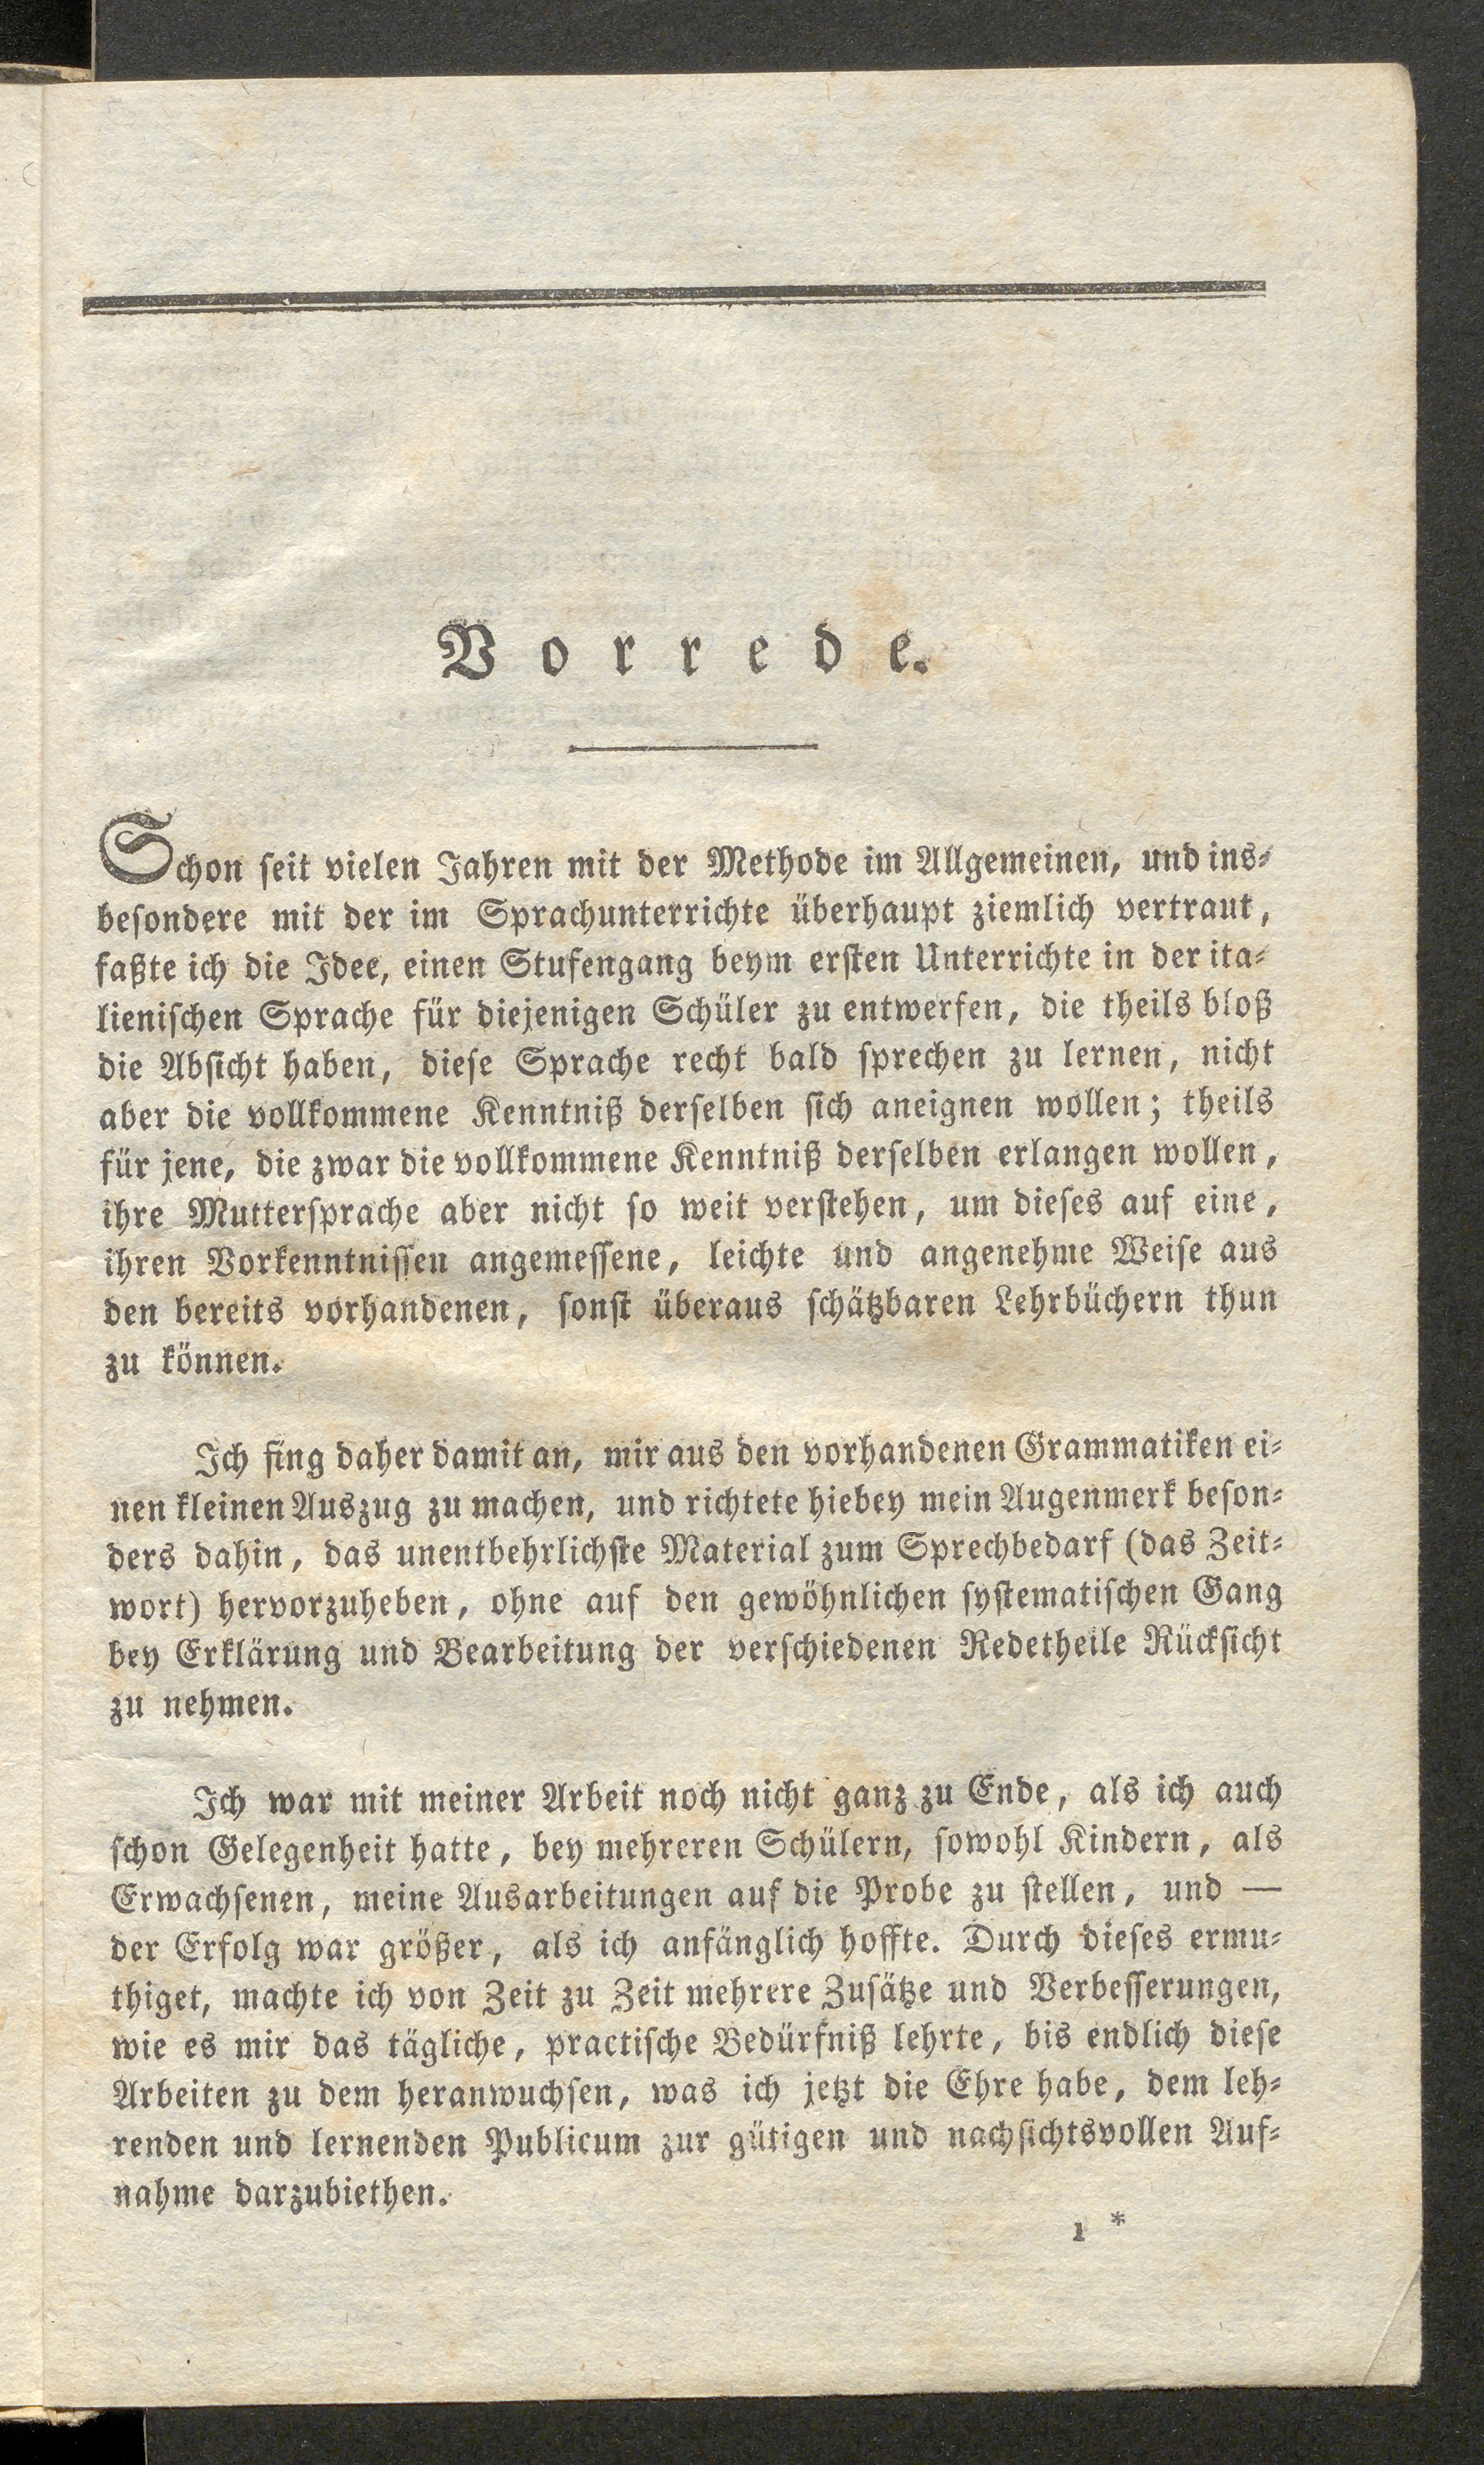 Vorrede.
Schon seit vielen Jahren mit der Methode im Allgemeinen, und ins-
besondere mit der im Sprachunterrichte überhaupt ziemlich vertraut,
faßte ich die Idee, einen Stufengang beym ersten Unterrichte in der ita-
lienischen Sprache für diejenigen Schüler zu entwerfen, die theils bloß
die Absicht haben, diese Sprache recht bald sprechen zu lernen, nicht
aber die vollkommene Kenntniß derselben sich aneignen wollen; theils
für jene, die zwar die vollkommene Kenntniß derselben erlangen wollen,
ihre Muttersprache aber nicht so weit verstehen, um dieses auf eine,
ihren Vorkenntnissen angemessene, leichte und angenehme Weise aus
den bereits vorhandenen, sonst überaus schätzbaren Lehrbüchern thun
zu können.
Ich fing daher damit an, mir aus den vorhandenen Grammatiken ei-
nen kleinen Auszug zu machen, und richtete hiebey mein Augenmerk beson-
ders dahin, das unentbehrlichste Material zum Sprechbedarf (das Zeit-
wort) hervorzuheben, ohne auf den gewöhnlichen systematischen Gang
bey Erklärung und Bearbeitung der verschiedenen Redetheile Rücksicht
zu nehmen.
Ich war mit meiner Arbeit noch nicht ganz zu Ende, als ich auch
schon Gelegenheit hatte, bey mehreren Schülern, sowohl Kindern, als
Erwachsenen, meine Ausarbeitungen auf die Probe zu stellen, und —
der Erfolg war größer, als ich anfänglich hoffte. Durch dieses ermu-
thiget, machte ich von Zeit zu Zeit mehrere Zusätze und Verbesserungen,
wie es mir das tägliche, practische Bedürfniß lehrte, bis endlich diese
Arbeiten zu dem heranwuchsen, was ich jetzt die Ehre habe, dem leh-
renden und lernenden Publicum zur gütigen und nachsichtsvollen Auf-
nahme darzubiethen.
1 *